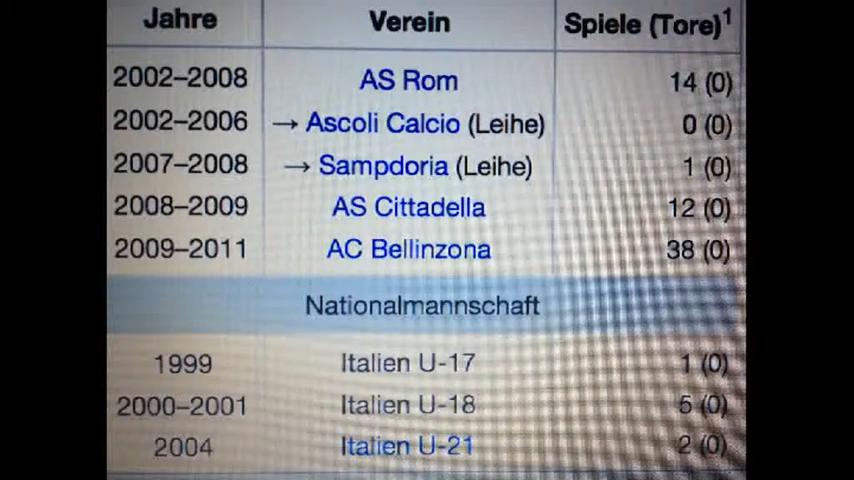 Jahre Verein Spiele (Tore)¹
2002–2008 AS Rom 14 (0)
2002–2006 → Ascoli Calcio (Leihe) 0 (0)
2007–2008 → Sampdoria (Leihe) 1 (0)
2008–2009 AS Cittadella 12 (0)
2009–2011 AC Bellinzona 38 (0)
Nationalmannschaft
1999 Italien U-17 1 (0)
2000–2001 Italien U-18 5 (0)
2004 Italien U-21 2 (0)